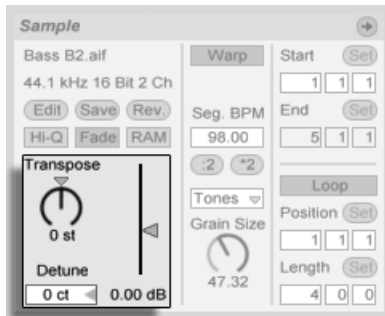 Sample
Bass B2.aif
44.1 kHz 16 Bit 2 Ch
Edit Save Rev.
Hi-Q Fade RAM
Transpose
0 st
Detune
0 ct 0.00 dB
Warp
Seg. BPM
98.00
:2 *2
Tones
Grain Size
47.32
Start Set
1 1 1
End Set
5 1 1
Loop
Position Set
1 1 1
Length Set
4 0 0